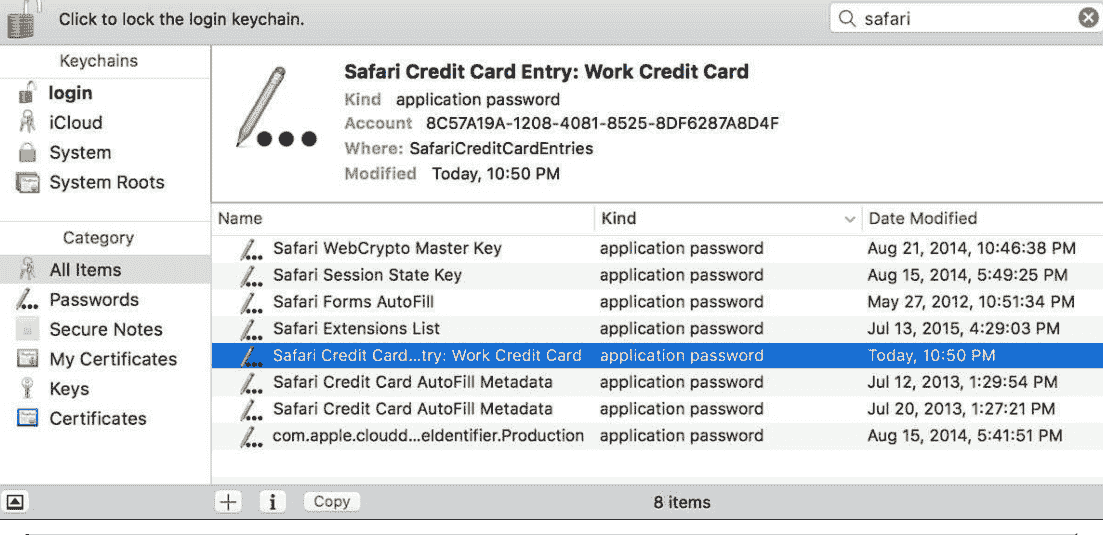 Click to lock the login keychain.
safari
Keychains
login
iCloud
System
System Roots
Category
All Items
Passwords
Secure Notes
My Certificates
Keys
Certificates
Safari Credit Card Entry: Work Credit Card
Kind application password
Account 8C57A19A-1208-4081-8525-8DF6287A8D4F
Where: SafariCreditCardEntries
Modified Today, 10:50 PM
Name Kind Date Modified
Safari WebCrypto Master Key application password Aug 21, 2014, 10:46:38 PM
Safari Session State Key application password Aug 15, 2014, 5:49:25 PM
Safari Forms AutoFill application password May 27, 2012, 10:51:34 PM
Safari Extensions List application password Jul 13, 2015, 4:29:03 PM
Safari Credit Card...try: Work Credit Card application password Today, 10:50 PM
Safari Credit Card AutoFill Metadata application password Jul 12, 2013, 1:29:54 PM
Safari Credit Card AutoFill Metadata application password Jul 20, 2013, 1:27:21 PM
com.apple.cloudd...eIdentifier.Production application password Aug 15, 2014, 5:41:51 PM
Copy 8 items